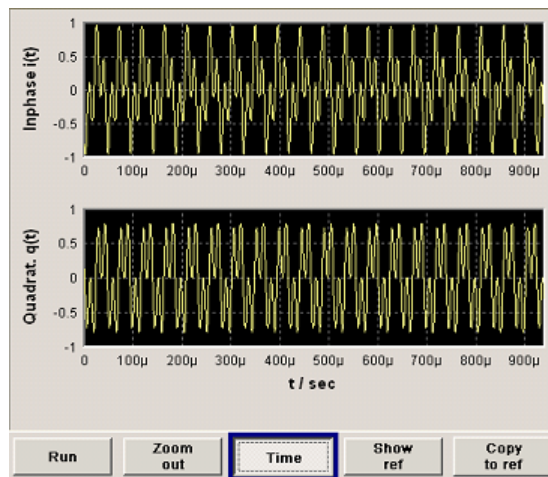 Inphase i(t)
1
0.5
0
-0.5
-1
0 100µ 200µ 300µ 400µ 500µ 600µ 700µ 800µ 900µ
Quadrat. q(t)
1
0.5
0
-0.5
-1
0 100µ 200µ 300µ 400µ 500µ 600µ 700µ 800µ 900µ
t / sec
Run
Zoom
out
Time
Show
ref
Copy
to ref